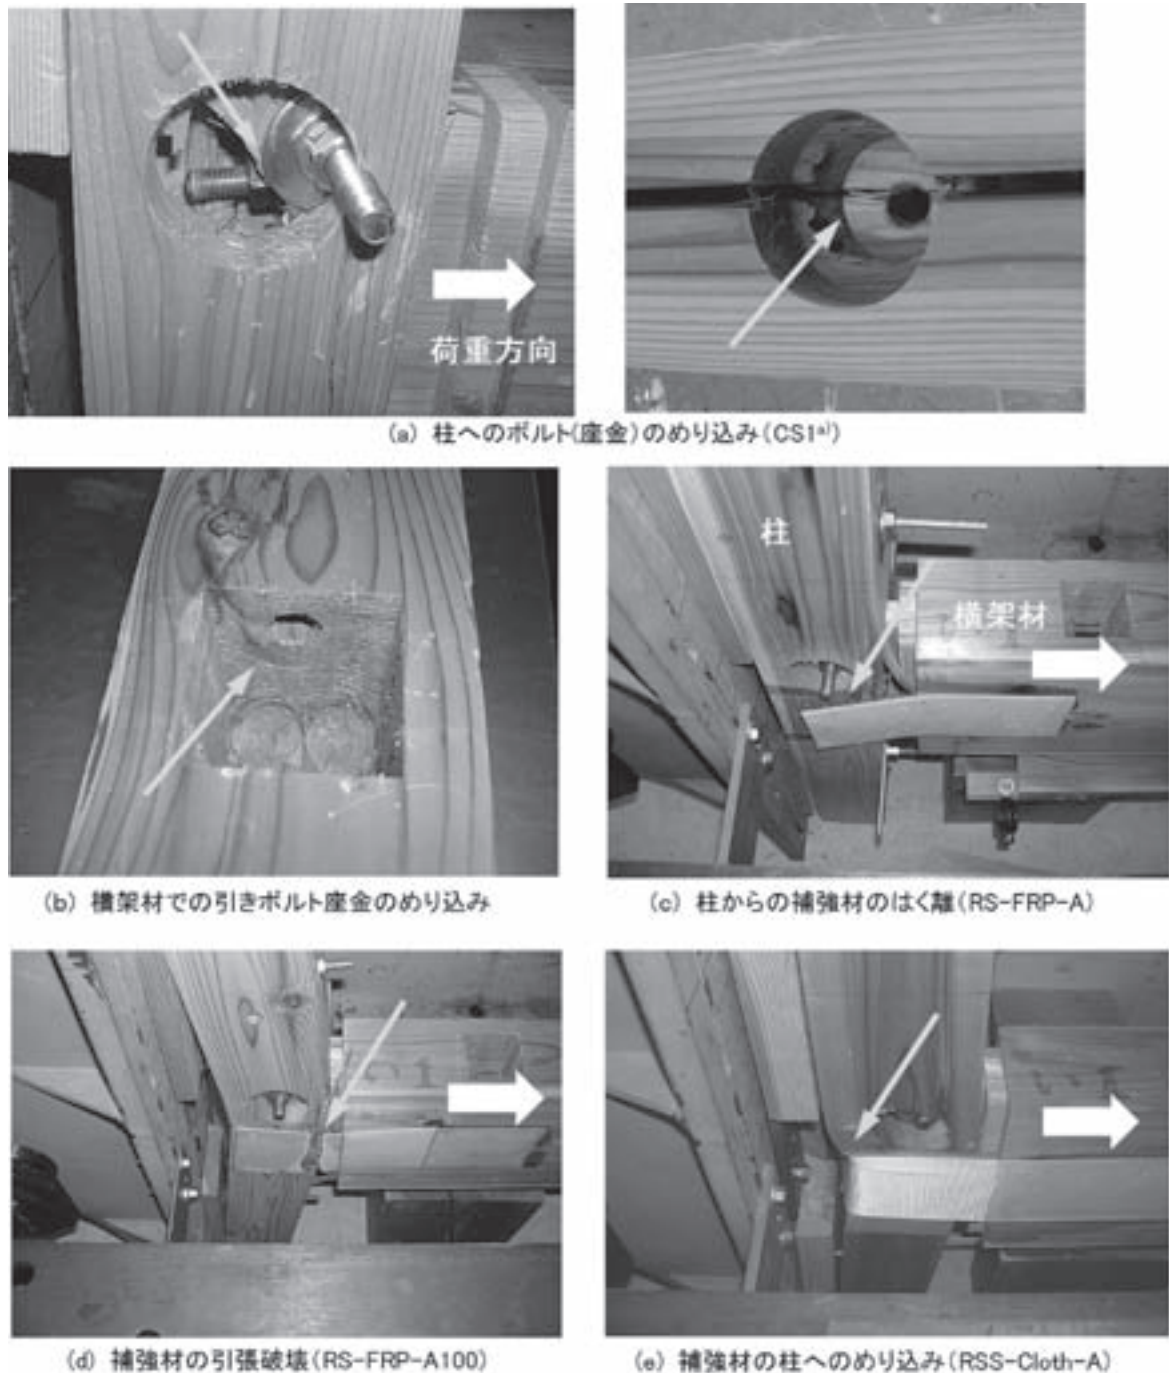 荷重方向
(a) 柱へのボルト(座金)のめり込み(CS1a))
柱
横架材
(b) 横架材での引きボルト座金のめり込み
(c) 柱からの補強材のはく離(RS-FRP-A)
(d) 補強材の引張破壊(RS-FRP-A100)
(e) 補強材の柱へのめり込み(RSS-Cloth-A)